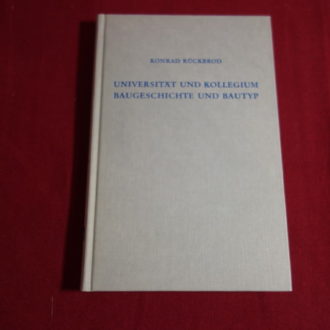 KONRAD RÜCKBROD
UNIVERSITÄT UND KOLLEGIUM
BAUGESCHICHTE UND BAUTYP